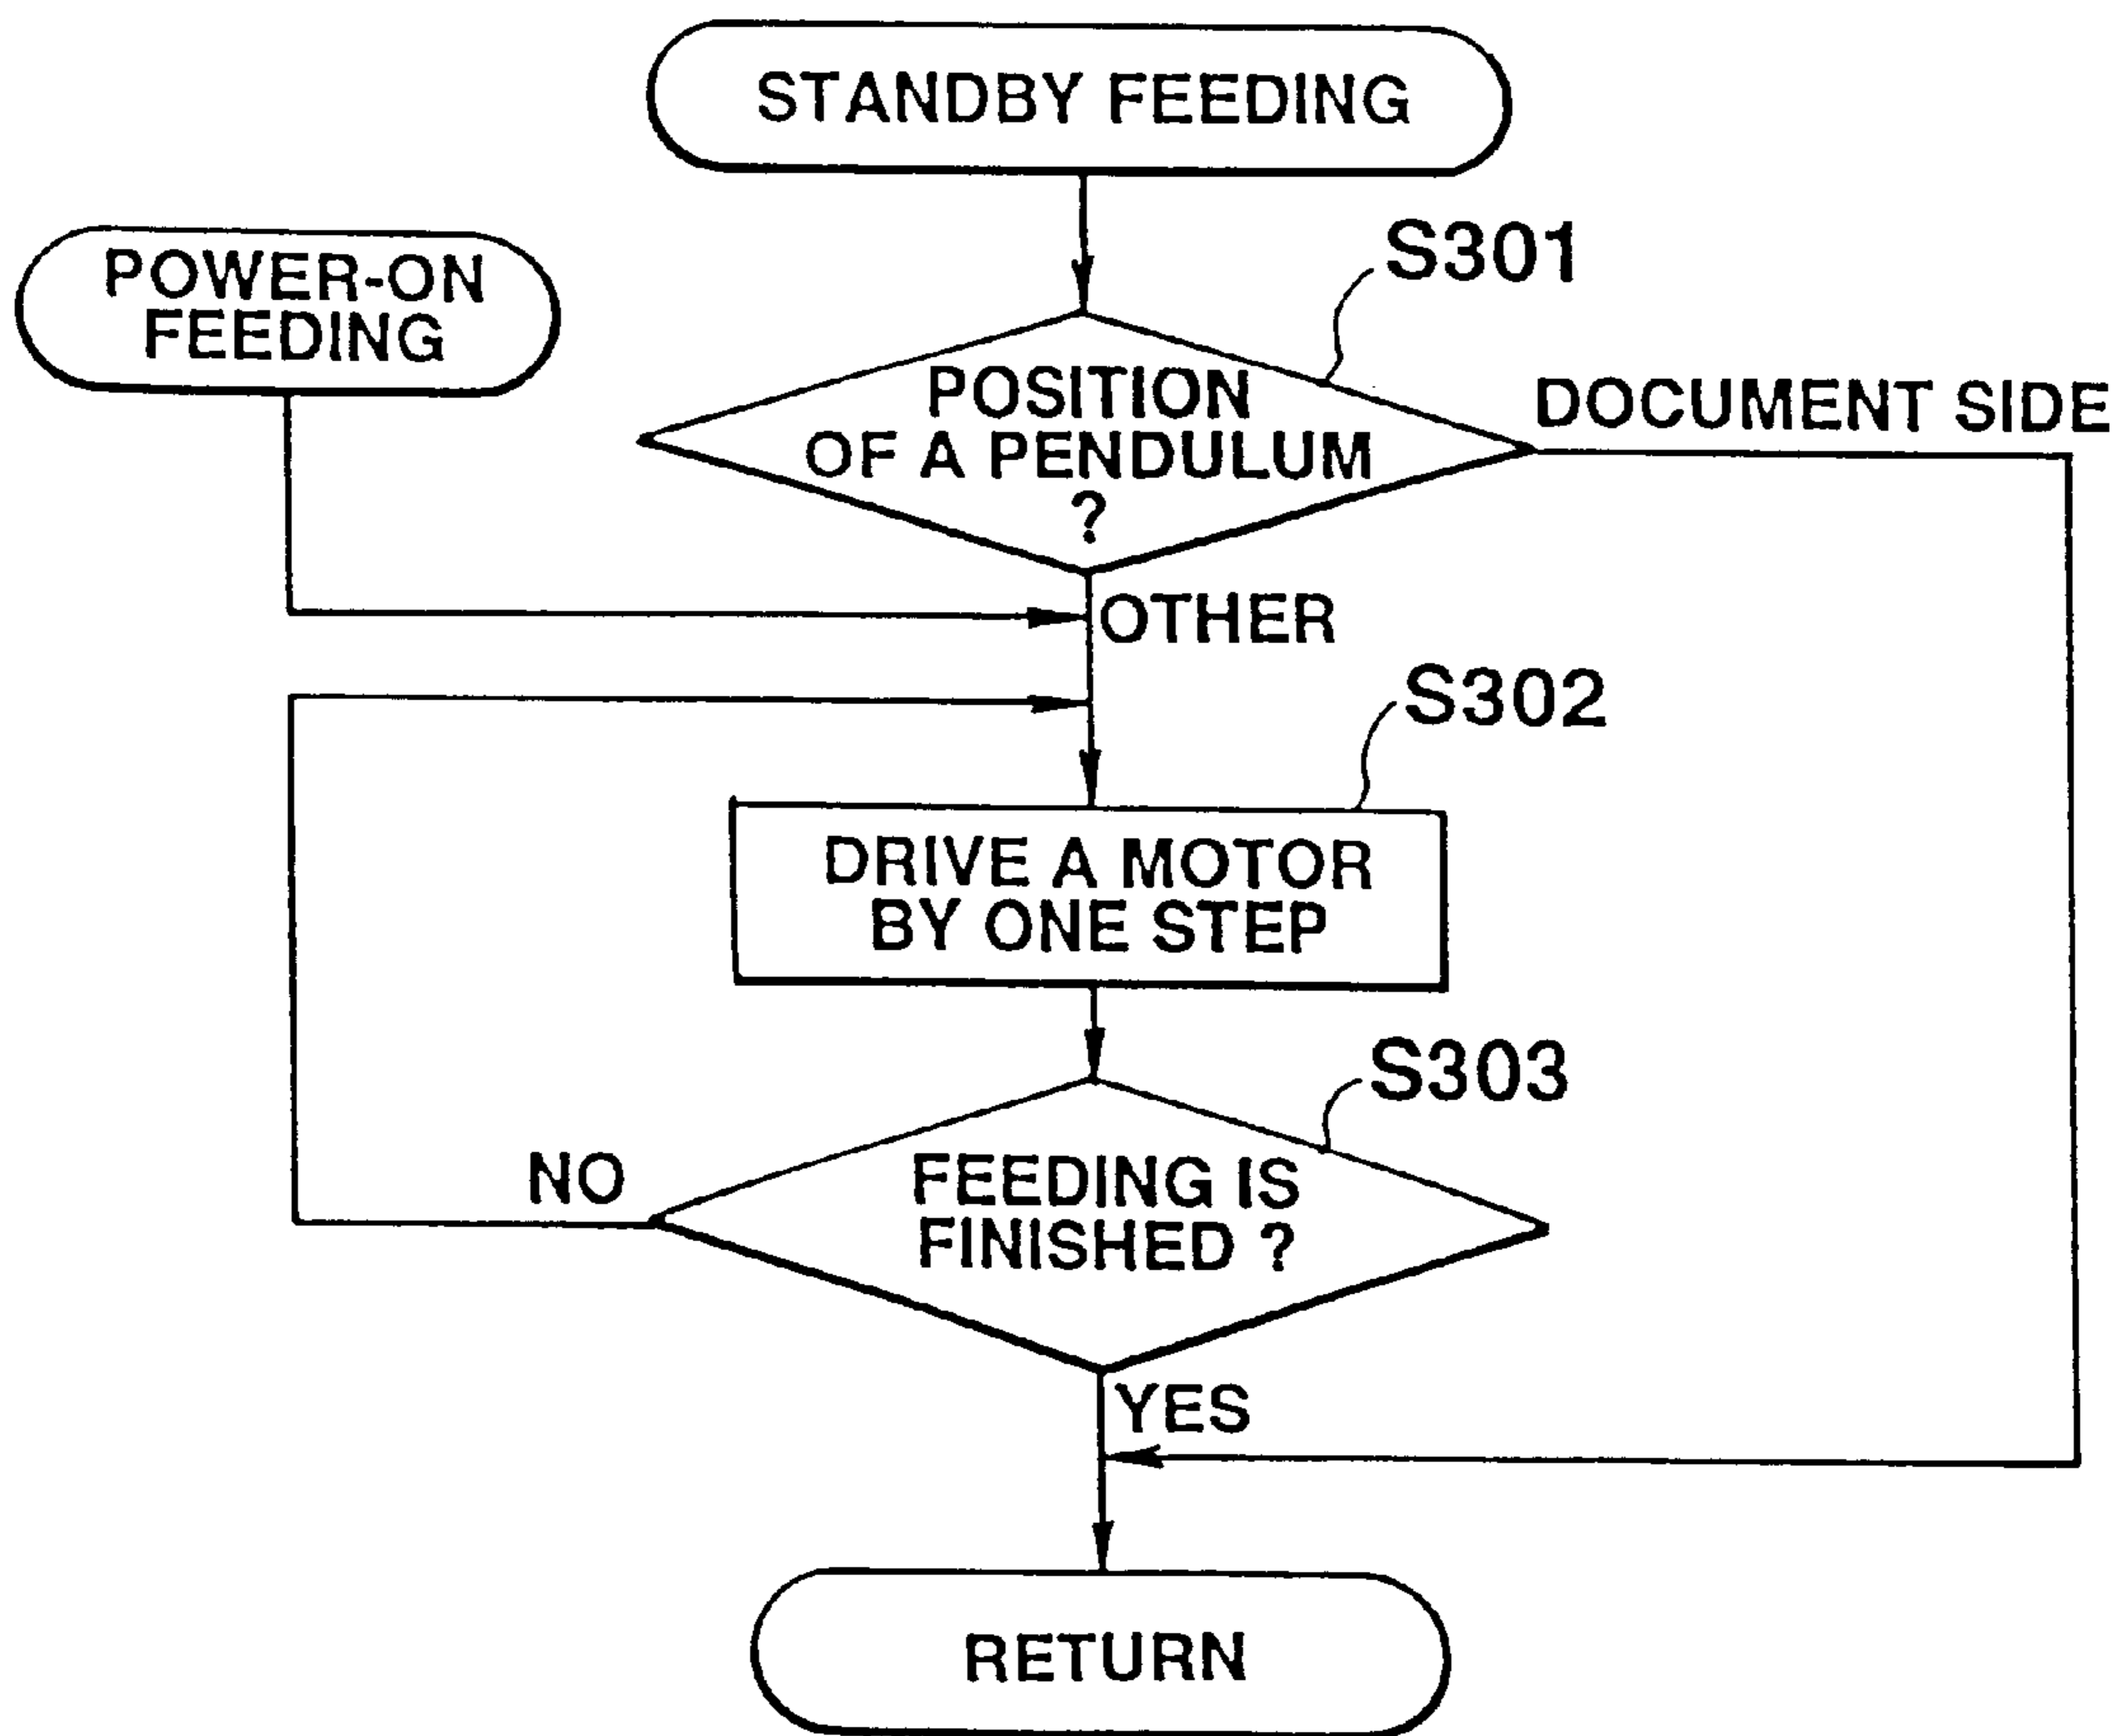 STANDBY FEEDING
POWER-ON
FEEDING
S301
POSITION
OF A PENDULUM
?
DOCUMENT SIDE
OTHER
S302
DRIVE A MOTOR
BY ONE STEP
S303
FEEDING IS
FINISHED ?
NO
YES
RETURN